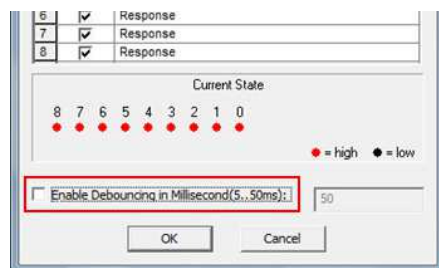 6 Response
7 Response
8 Response
Current State
8 7 6 5 4 3 2 1 0
= high = low
Enable Debouncing in Millisecond(5..50ms): 50
OK Cancel